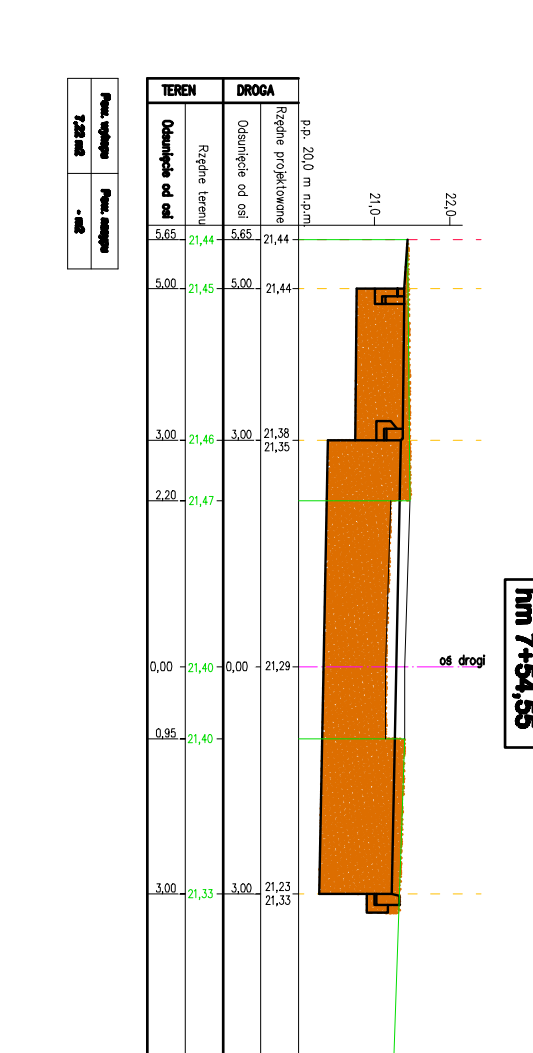 hm 7+54,55
22,0
21,0
p.p. 20,0 m n.p.m.
oś drogi
DROGA
Rzędne projektowane
21,44
21,44
21,38
21,35
21,29
21,23
21,33
Odsunięcie od osi
5,65
5,00
3,00
0,00
3,00
TEREN
Rzędne terenu
21,44
21,45
21,46
21,47
21,40
21,40
21,33
Odsunięcie od osi
5,65
5,00
3,00
2,20
0,00
0,95
3,00
Pow. wykopu
Pow. nasypu
7,22 m2
- m2